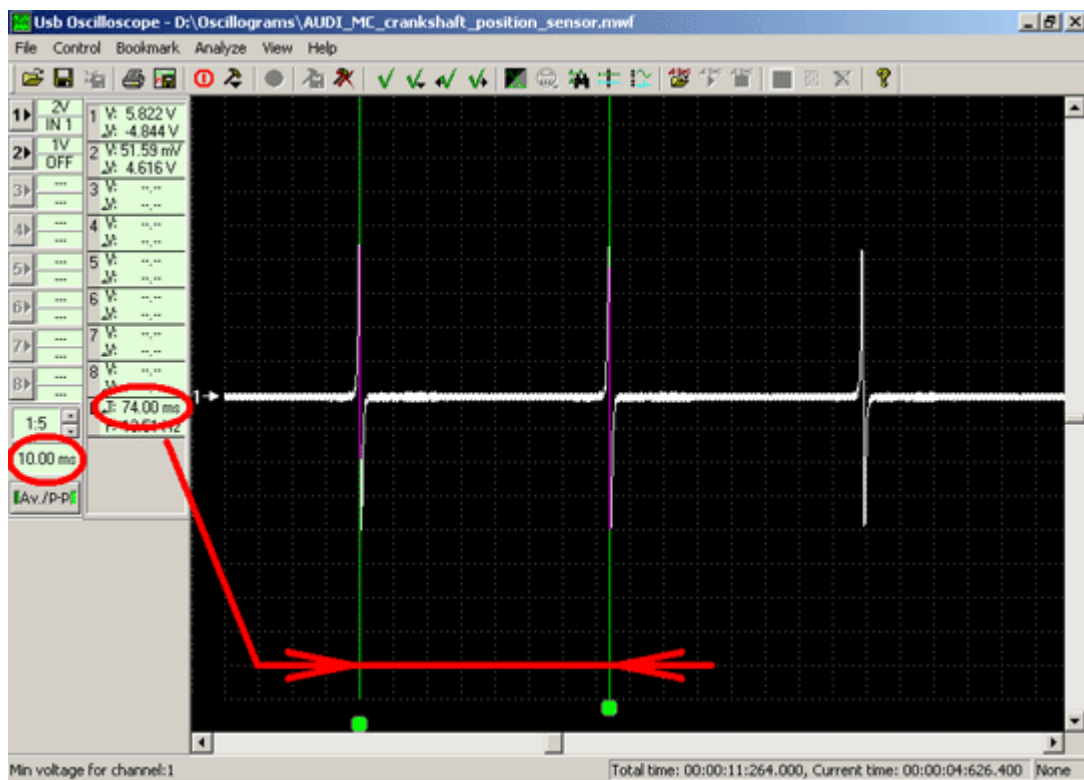 Usb Oscilloscope - D:\Oscillograms\AUDI_MC_crankshaft_position_sensor.mwf
File Control Bookmark Analyze View Help
1 2V
IN 1
2 1V
OFF
3 ---
---
4 ---
---
5 ---
---
6 ---
---
7 ---
---
8 ---
---
1:5
10.00 ms
Av./P-P
1 V: 5.822 V
V: -4.844 V
2 V: 51.59 mV
V: 4.616 V
3 V: --,--
V: --,--
4 V: --,--
V: --,--
5 V: --,--
V: --,--
6 V: --,--
V: --,--
7 V: --,--
V: --,--
8 V: --,--
T: 74.00 ms
1
Min voltage for channel:1
Total time: 00:00:11:264.000, Current time: 00:00:04:626.400 None